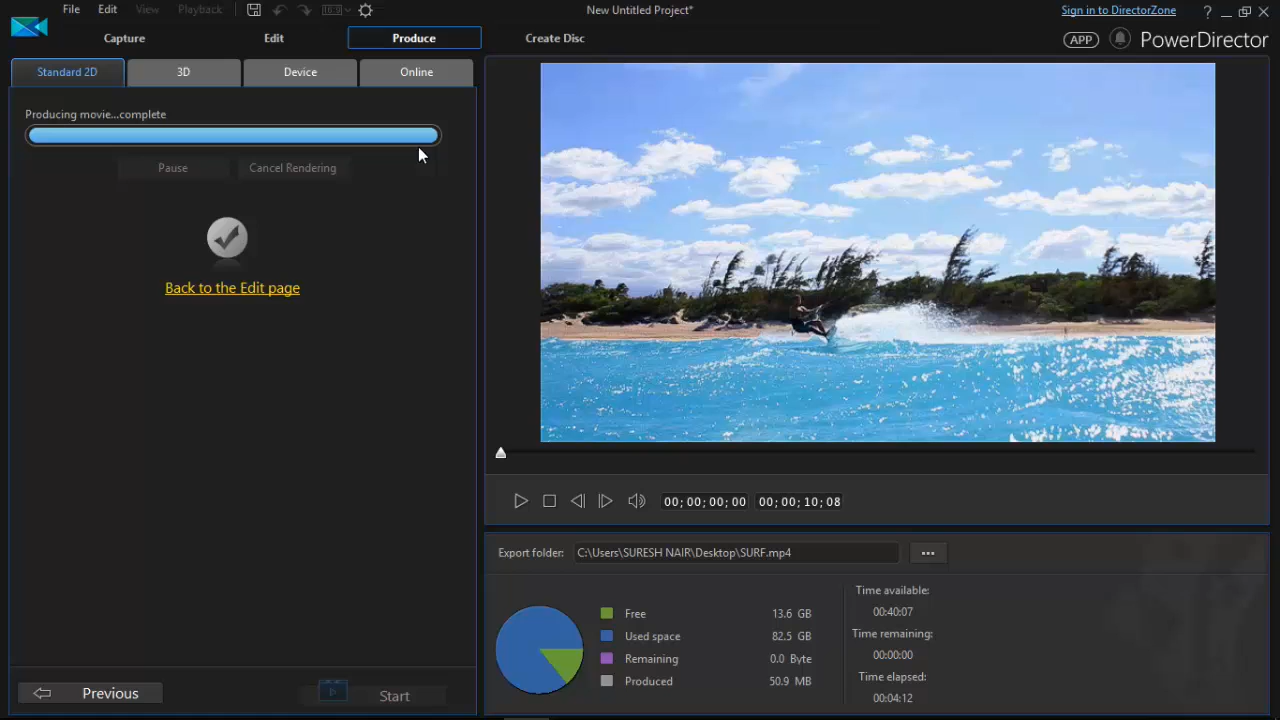 File Edit View Playback 16:9 New Untitled Project* Sign in to DirectorZone ?
Capture Edit Produce Create Disc APP PowerDirector
Standard 2D 3D Device Online
Producing movie...complete
Pause Cancel Rendering
Back to the Edit page
00;00;00;00 00;00;10;08
Export folder: C:\Users\SURESH NAIR\Desktop\SURF.mp4 ...
Free 13.6 GB
Used space 82.5 GB
Remaining 0.0 Byte
Produced 50.9 MB
Time available:
00:40:07
Time remaining:
00:00:00
Time elapsed:
00:04:12
Previous Start